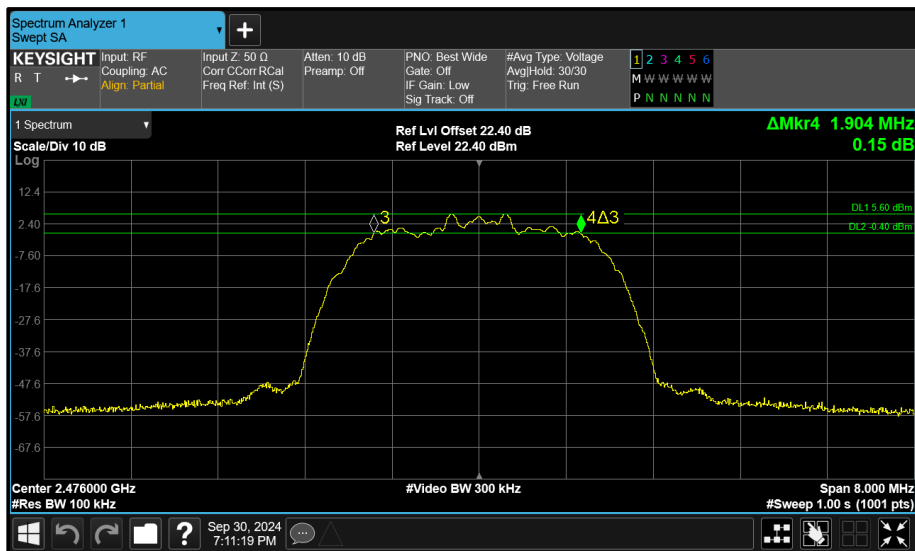 Spectrum Analyzer 1
Swept SA
+
KEYSIGHT
R T
LXI
Input: RF
Coupling: AC
Align: Partial
Input Z: 50 Ω
Corr CCorr RCal
Freq Ref: Int (S)
Atten: 10 dB
Preamp: Off
PNO: Best Wide
Gate: Off
IF Gain: Low
Sig Track: Off
#Avg Type: Voltage
Avg|Hold: 30/30
Trig: Free Run
1 2 3 4 5 6
M W W W W W
P N N N N N
1 Spectrum
Scale/Div 10 dB
Ref Lvl Offset 22.40 dB
Ref Level 22.40 dBm
ΔMkr4 1.904 MHz
0.15 dB
Log
12.4
2.40
-7.60
-17.6
-27.6
-37.6
-47.6
-57.6
-67.6
3
4Δ3
DL1 5.60 dBm
DL2 -0.40 dBm
Center 2.476000 GHz
#Video BW 300 kHz
Span 8.000 MHz
#Res BW 100 kHz
#Sweep 1.00 s (1001 pts)
?
Sep 30, 2024
7:11:19 PM